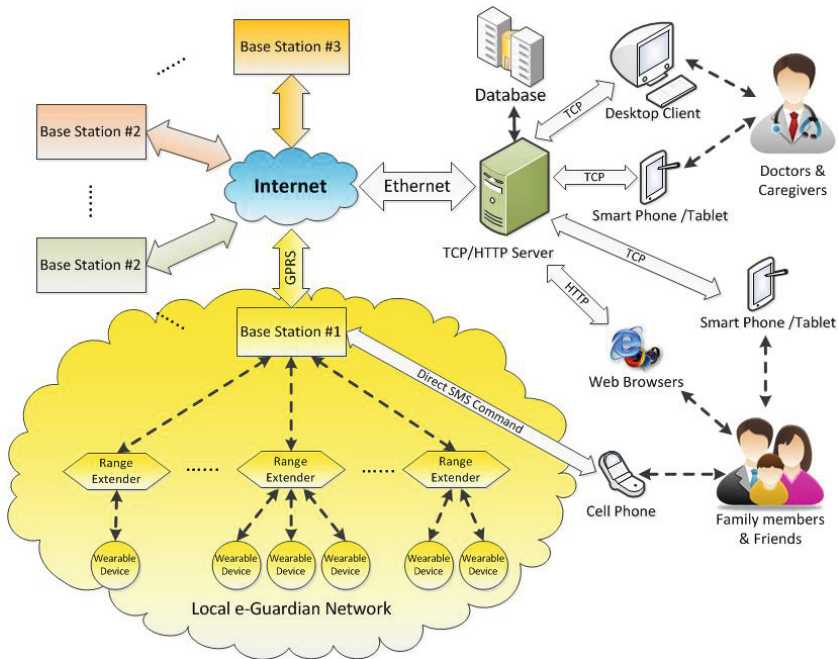 Base Station #3
Base Station #2
Internet
Base Station #2
GPRS
Ethernet
Database
TCP
Desktop Client
Doctors &
Caregivers
TCP
Smart Phone /Tablet
TCP/HTTP Server
TCP
HTTP
Smart Phone /Tablet
Web Browsers
Base Station #1
Direct SMS Command
Range
Extender
......
Range
Extender
......
Range
Extender
Cell Phone
Family members
& Friends
Wearable
Device
Wearable
Device
Wearable
Device
Wearable
Device
Wearable
Device
Wearable
Device
Local e-Guardian Network